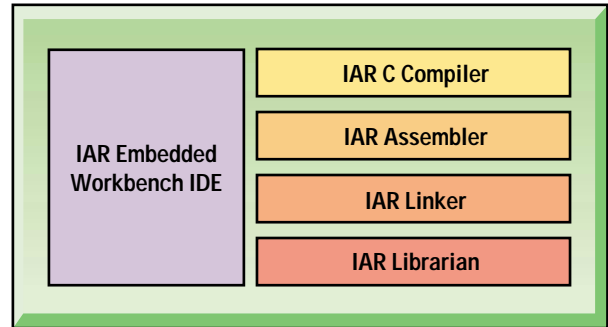 IAR Embedded
Workbench IDE
IAR C Compiler
IAR Assembler
IAR Linker
IAR Librarian